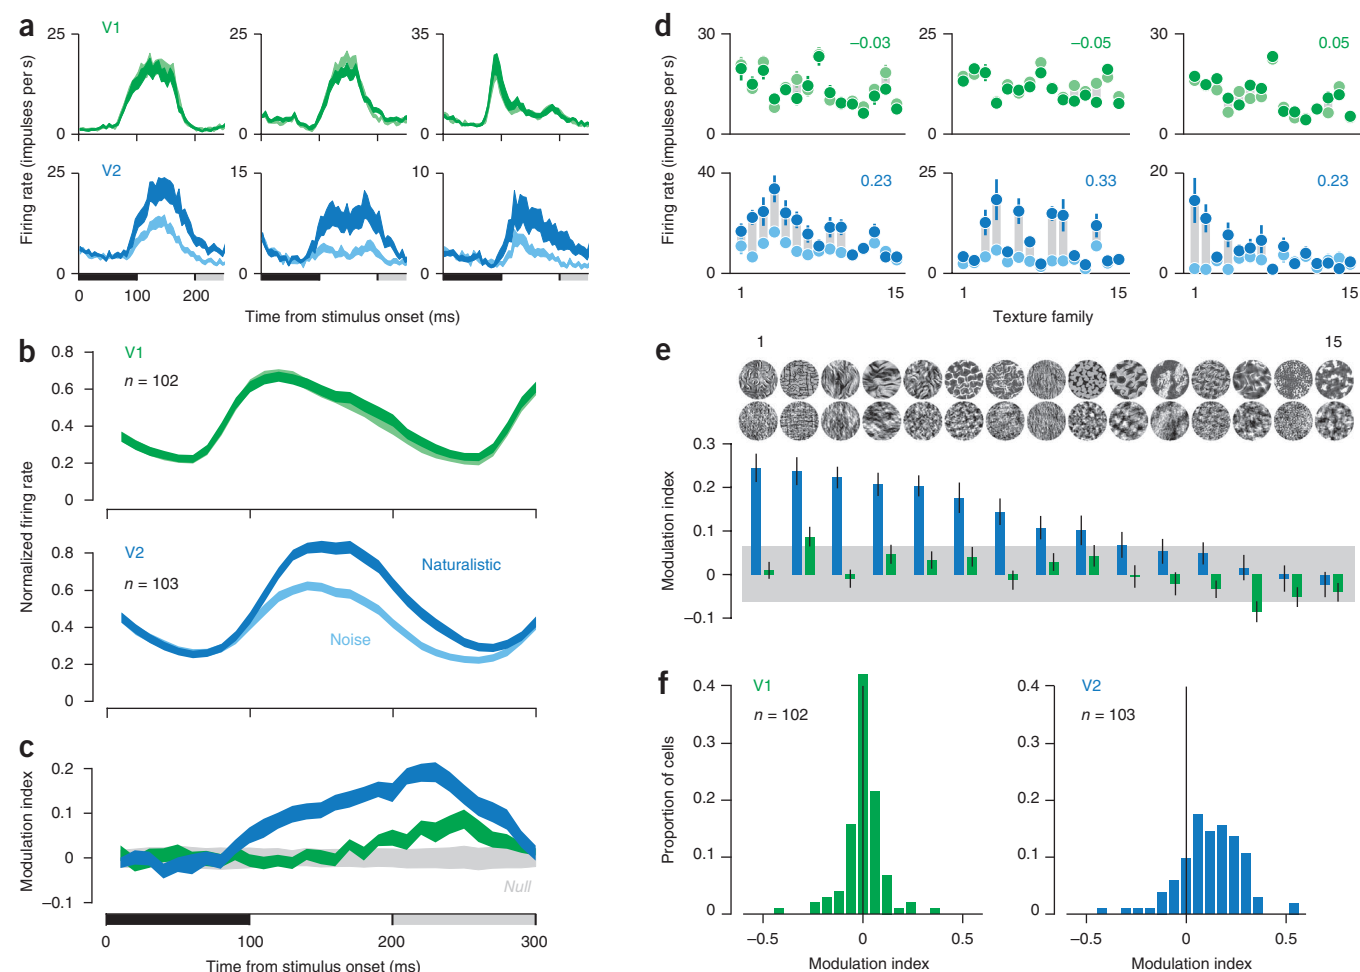 a
V1
25
0
25
0
35
0
Firing rate (impulses per s)
V2
25
0
15
0
10
0
0
100
200
Time from stimulus onset (ms)
b
0.8
0.6
0.4
0.2
0
V1
n = 102
Normalized firing rate
0.8
0.6
0.4
0.2
0
V2
n = 103
Naturalistic
Noise
c
Modulation index
0.2
0.1
0
–0.1
Null
0
100
200
300
Time from stimulus onset (ms)
d
Firing rate (impulses per s)
30
0
–0.03
25
0
–0.05
30
0
0.05
40
0
0.23
25
0
0.33
20
0
0.23
1
15
1
15
1
15
Texture family
e
1
15
Modulation index
0.3
0.2
0.1
0
–0.1
f
Proportion of cells
V1
n = 102
0.4
0.3
0.2
0.1
0
–0.5
0
0.5
Modulation index
V2
n = 103
0.4
0.3
0.2
0.1
0
–0.5
0
0.5
Modulation index